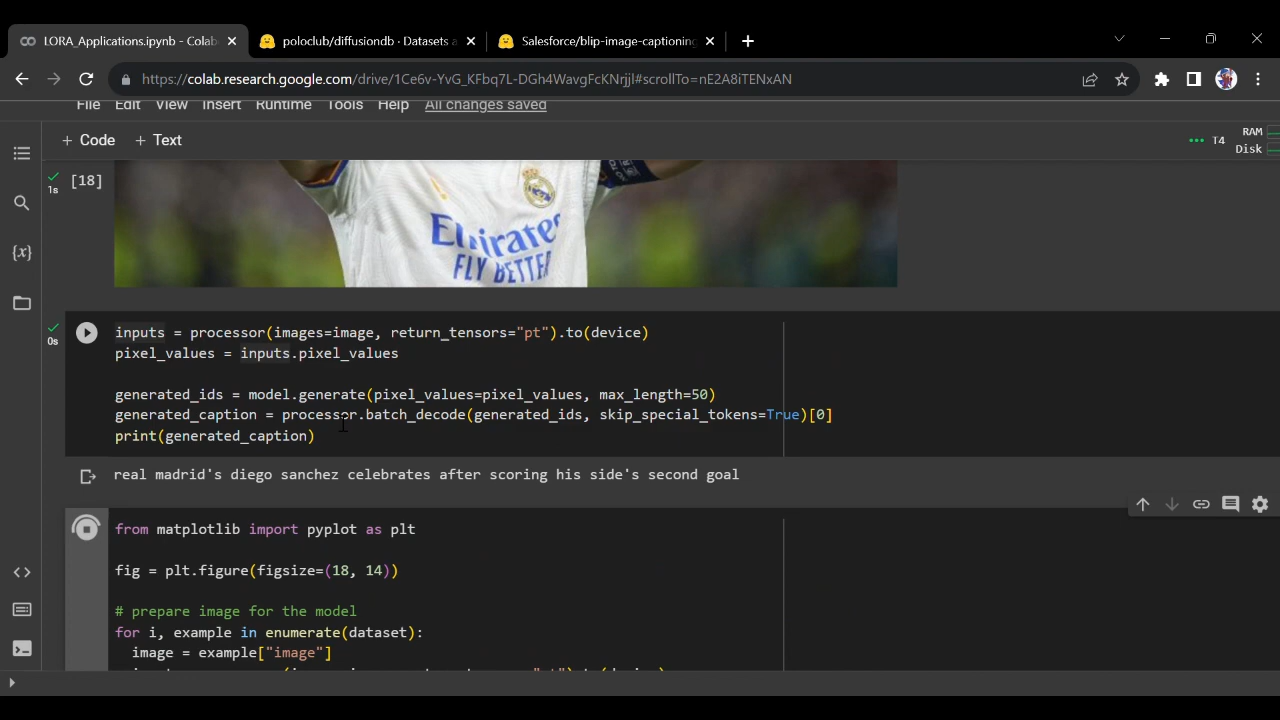 LORA_Applications.ipynb - Colab
poloclub/diffusiondb · Datasets a
Salesforce/blip-image-captioning
https://colab.research.google.com/drive/1Ce6v-YvG_KFbq7L-DGh4WavgFcKNrjjl#scrollTo=nE2A8iTENxAN
File Edit View Insert Runtime Tools Help All changes saved
+ Code + Text
T4
RAM
Disk
1s
[18]
Emirates
FLY BETTER
0s
inputs = processor(images=image, return_tensors="pt").to(device)
pixel_values = inputs.pixel_values
generated_ids = model.generate(pixel_values=pixel_values, max_length=50)
generated_caption = processor.batch_decode(generated_ids, skip_special_tokens=True)[0]
print(generated_caption)
real madrid's diego sanchez celebrates after scoring his side's second goal
from matplotlib import pyplot as plt
fig = plt.figure(figsize=(18, 14))
# prepare image for the model
for i, example in enumerate(dataset):
image = example["image"]